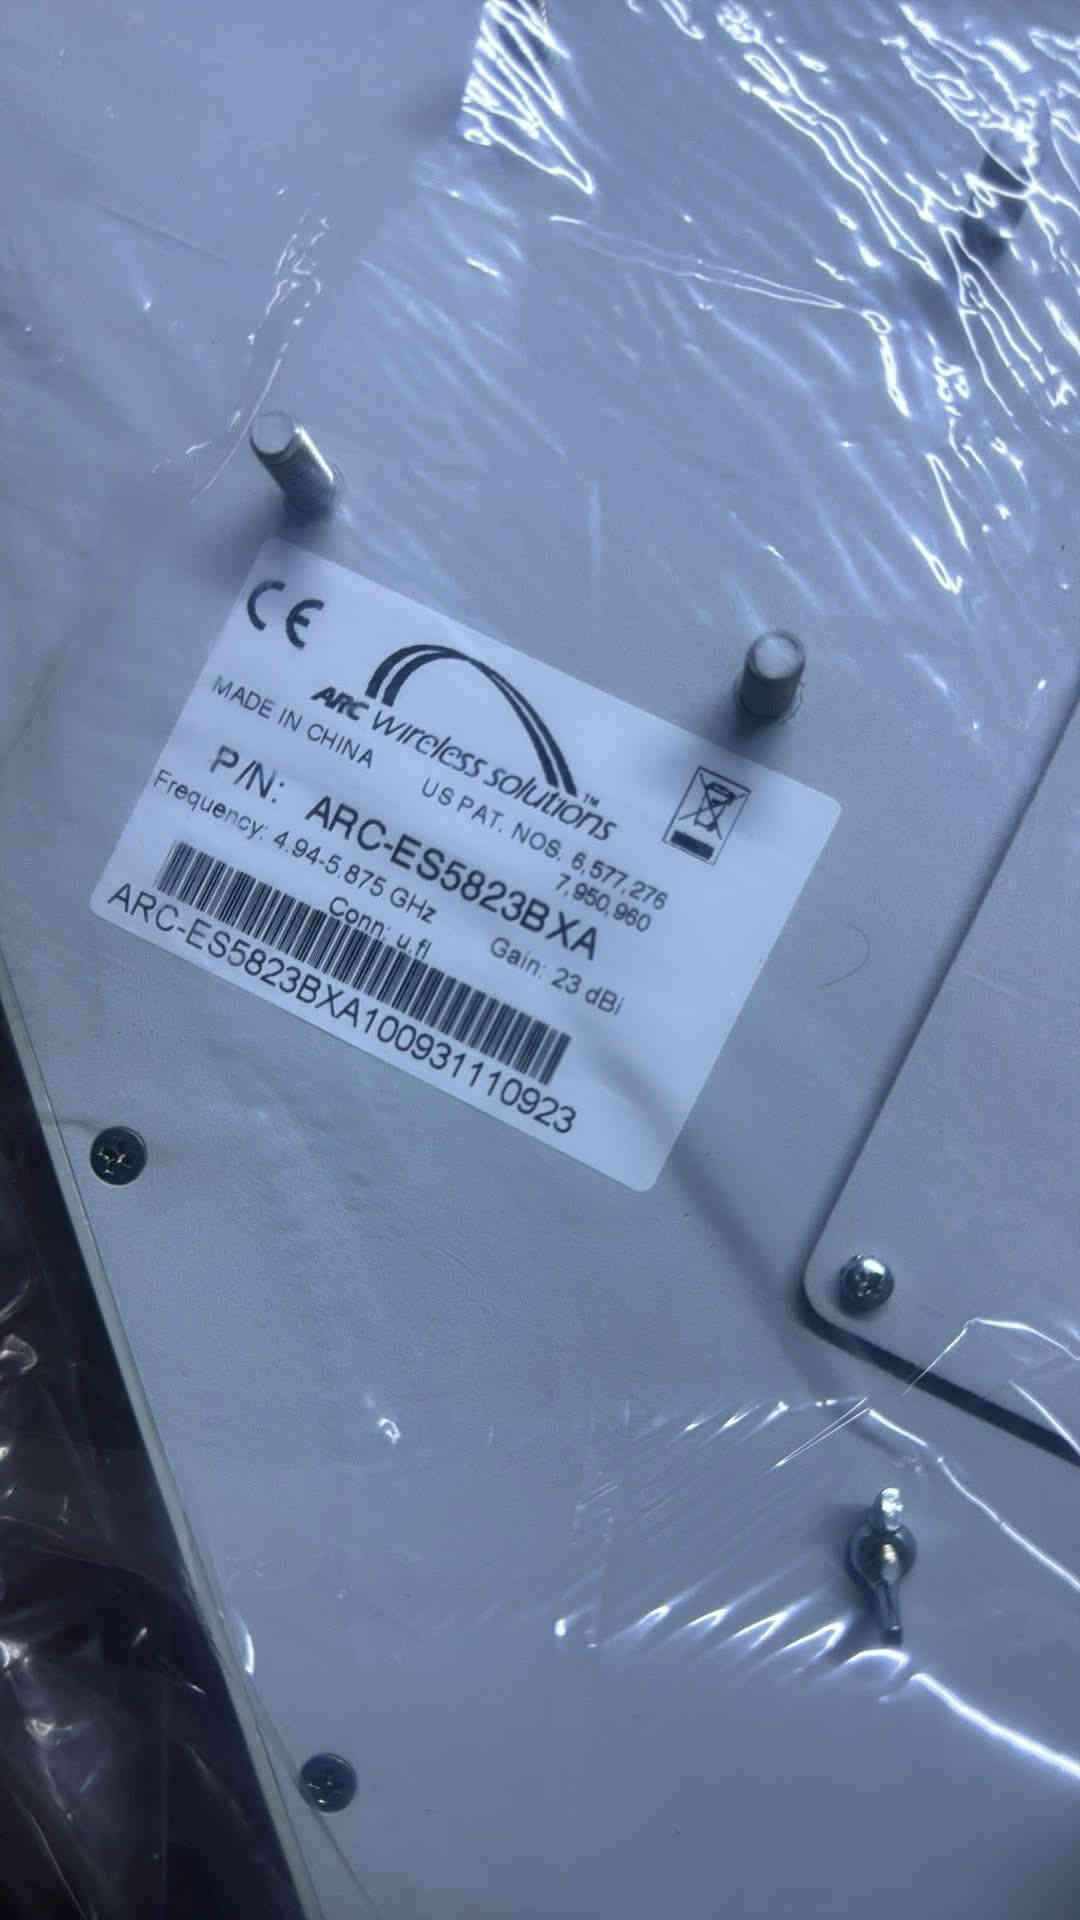 CE
ARC wireless solutions™
MADE IN CHINA
US PAT. NOS. 6,577,276
7,950,960
P/N: ARC-ES5823BXA
Frequency: 4.94-5.875 GHz
Gain: 23 dBi
Conn: u.fl
ARC-ES5823BXA100931110923